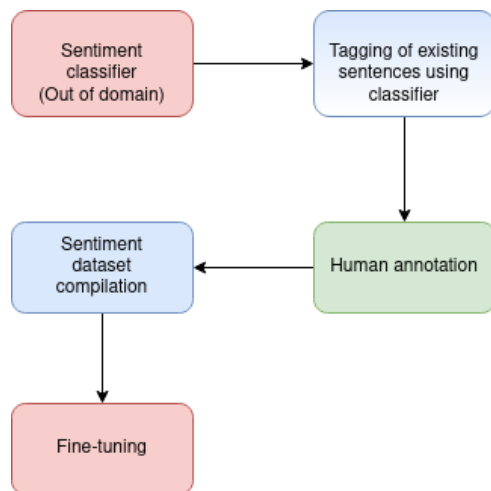 Sentiment
classifier
(Out of domain)
Tagging of existing
sentences using
classifier
Human annotation
Sentiment
dataset
compilation
Fine-tuning